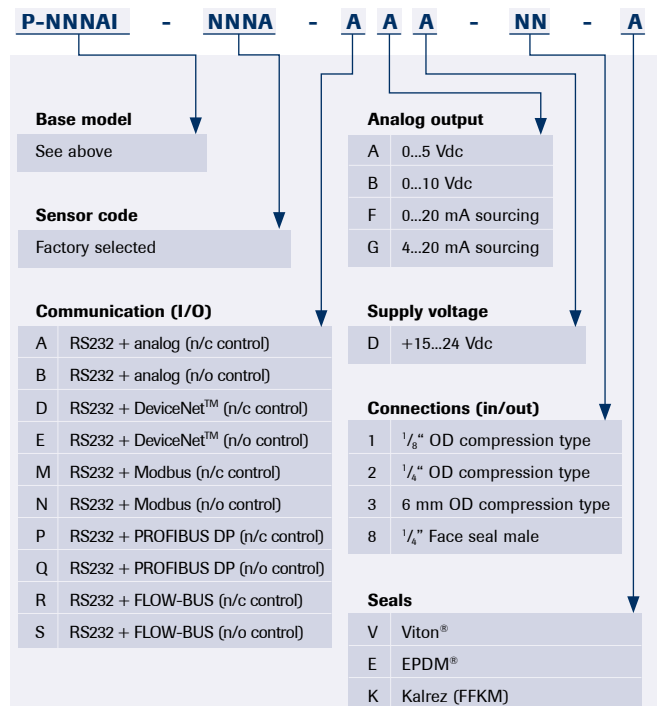 P-NNNAI - NNNA - A A A - NN - A
Base model
See above
Sensor code
Factory selected
Communication (I/O)
A RS232 + analog (n/c control)
B RS232 + analog (n/o control)
D RS232 + DeviceNet™ (n/c control)
E RS232 + DeviceNet™ (n/o control)
M RS232 + Modbus (n/c control)
N RS232 + Modbus (n/o control)
P RS232 + PROFIBUS DP (n/c control)
Q RS232 + PROFIBUS DP (n/o control)
R RS232 + FLOW-BUS (n/c control)
S RS232 + FLOW-BUS (n/o control)
Analog output
A 0...5 Vdc
B 0...10 Vdc
F 0...20 mA sourcing
G 4...20 mA sourcing
Supply voltage
D +15...24 Vdc
Connections (in/out)
1 1/8“ OD compression type
2 1/4“ OD compression type
3 6 mm OD compression type
8 1/4” Face seal male
Seals
V Viton®
E EPDM®
K Kalrez (FFKM)